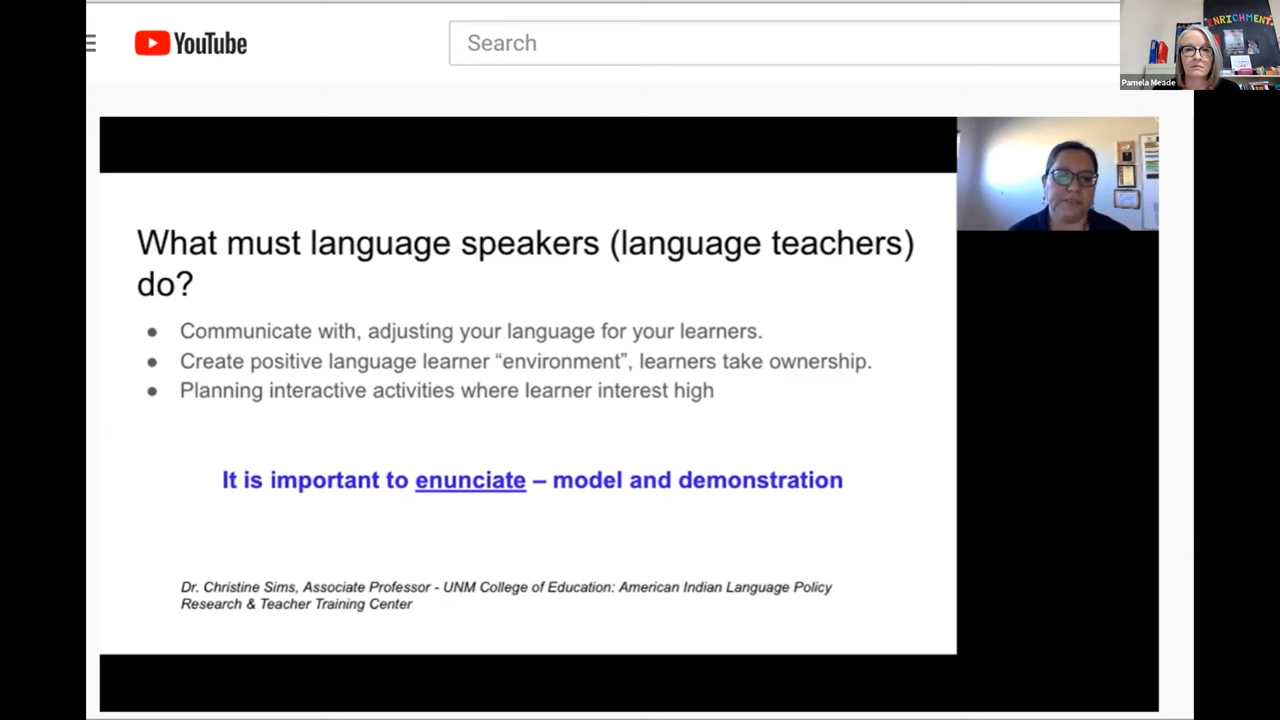 YouTube
Search
ENRICHMENT
Pamela Meade
What must language speakers (language teachers)
do?
● Communicate with, adjusting your language for your learners.
● Create positive language learner “environment”, learners take ownership.
● Planning interactive activities where learner interest high
It is important to enunciate – model and demonstration
Dr. Christine Sims, Associate Professor - UNM College of Education: American Indian Language Policy
Research & Teacher Training Center